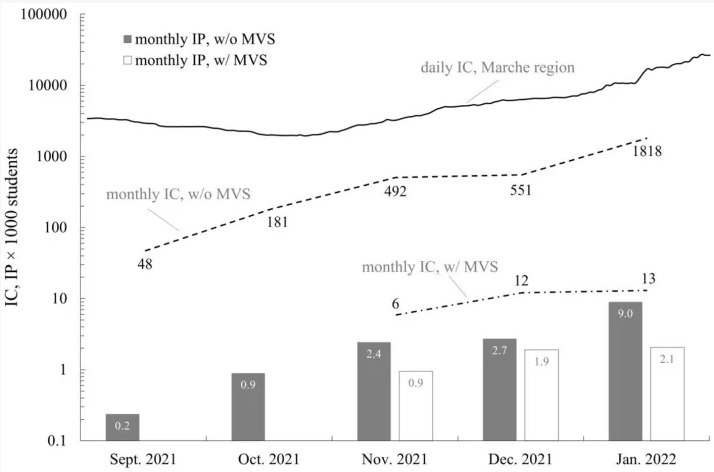 100000
10000
1000
100
10
1
0.1
IC, IP × 1000 students
monthly IP, w/o MVS
monthly IP, w/ MVS
daily IC, Marche region
1818
monthly IC, w/o MVS
492
551
181
48
monthly IC, w/ MVS
6
12
13
0.2
0.9
2.4
0.9
2.7
1.9
9.0
2.1
Sept. 2021
Oct. 2021
Nov. 2021
Dec. 2021
Jan. 2022